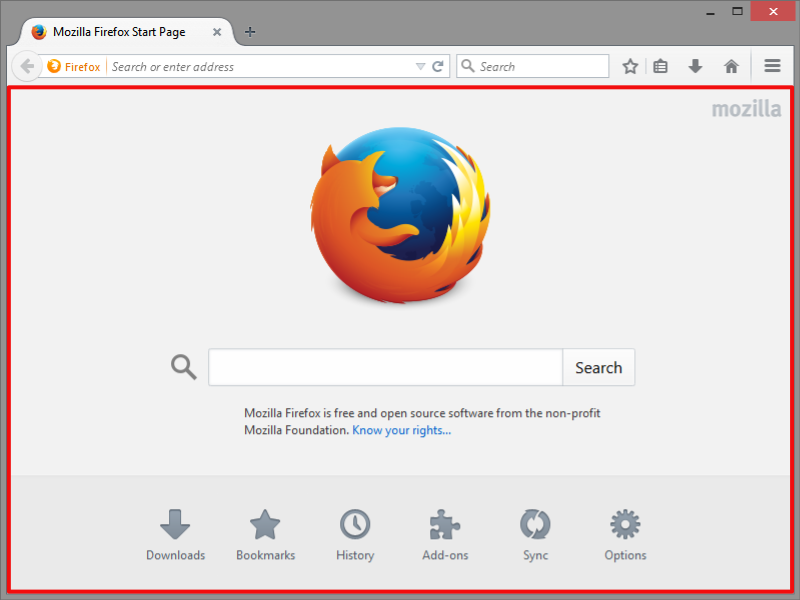 Mozilla Firefox Start Page
Firefox Search or enter address Search
mozilla
Search
Mozilla Firefox is free and open source software from the non-profit
Mozilla Foundation. Know your rights...
Downloads Bookmarks History Add-ons Sync Options